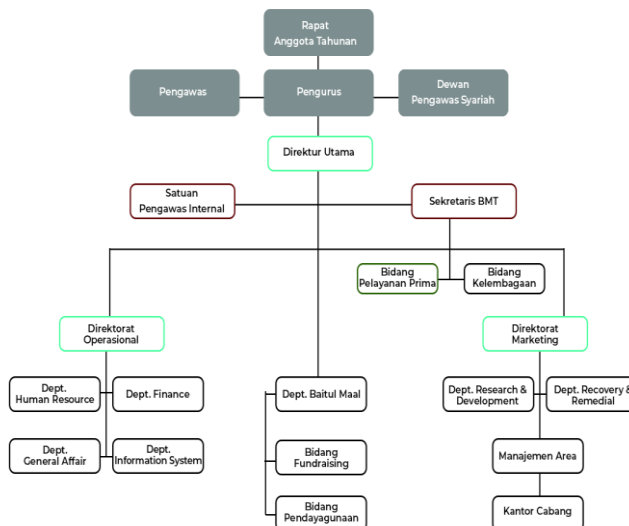 Rapat
Anggota Tahunan
Pengawas
Pengurus
Dewan
Pengawas Syariah
Direktur Utama
Satuan
Pengawas Internal
Sekretaris BMT
Bidang
Pelayanan Prima
Bidang
Kelembagaan
Direktorat
Operasional
Direktorat
Marketing
Dept.
Human Resource
Dept. Finance
Dept. Baitul Maal
Dept. Research &
Development
Dept. Recovery &
Remedial
Dept.
General Affair
Dept.
Information System
Bidang
Fundraising
Manajemen Area
Bidang
Pendayagunaan
Kantor Cabang